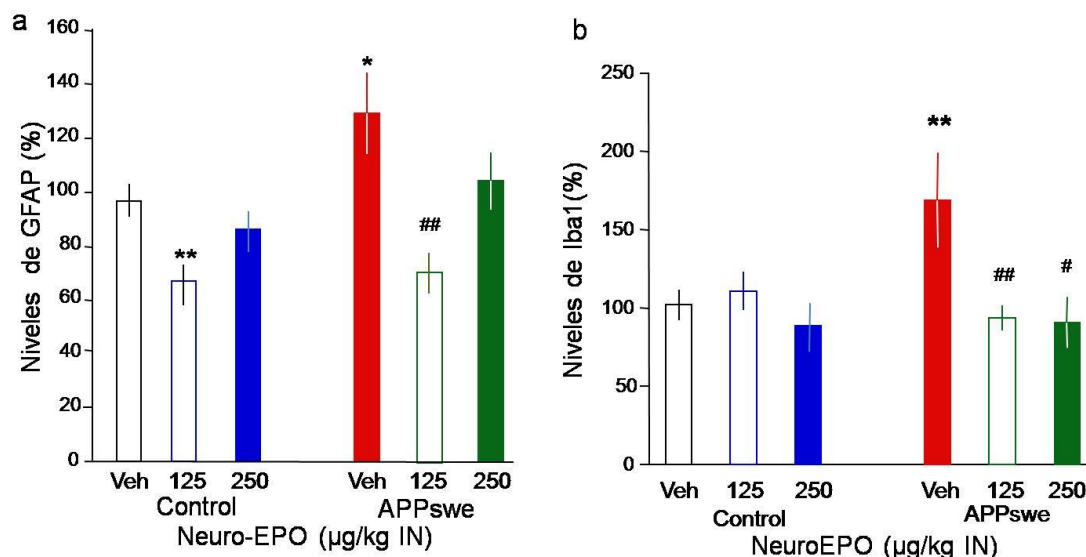 a
Niveles de GFAP (%)
160
140
120
100
80
60
40
20
0
*
**
##
Veh 125 250 Veh 125 250
Control APPswe
Neuro-EPO (µg/kg IN)
b
Niveles de Iba1(%)
250
200
150
100
50
0
**
##
#
Veh 125 250 Veh 125 250
Control APPswe
NeuroEPO (µg/kg IN)